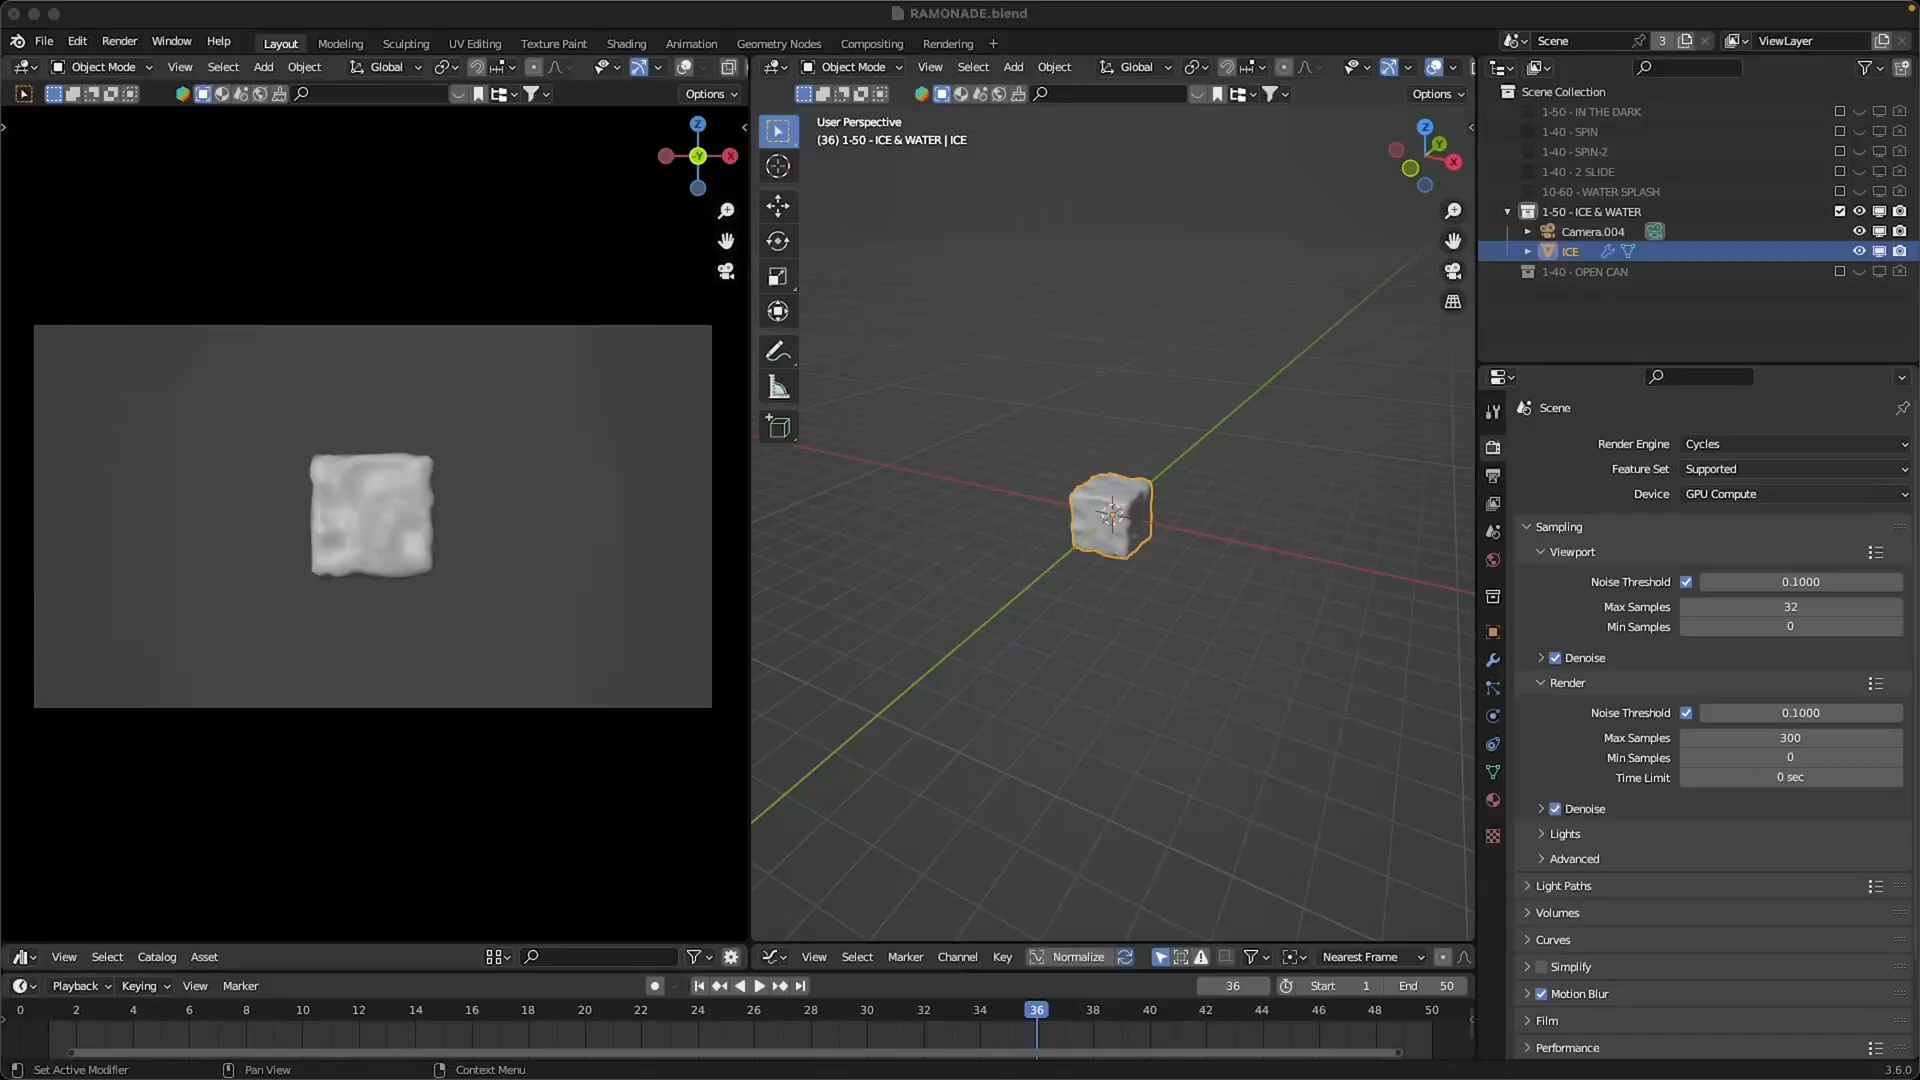 RAMONADE.blend
File Edit Render Window Help Layout Modeling Sculpting UV Editing Texture Paint Shading Animation Geometry Nodes Compositing Rendering + Scene 3 ViewLayer
Object Mode View Select Add Object Global
Options
Object Mode View Select Add Object Global
Options
Z
-Y
X
User Perspective
(36) 1-50 - ICE & WATER | ICE
Z
Y
X
Scene Collection
1-50 - IN THE DARK
1-40 - SPIN
1-40 - SPIN-2
1-40 - 2 SLIDE
10-60 - WATER SPLASH
1-50 - ICE & WATER
Camera.004
ICE
1-40 - OPEN CAN
Scene
Render Engine Cycles
Feature Set Supported
Device GPU Compute
Sampling
Viewport
Noise Threshold 0.1000
Max Samples 32
Min Samples 0
Denoise
Render
Noise Threshold 0.1000
Max Samples 300
Min Samples 0
Time Limit 0 sec
Denoise
Lights
Advanced
Light Paths
Volumes
Curves
Simplify
Motion Blur
Film
Performance
View Select Catalog Asset
View Select Marker Channel Key Normalize Nearest Frame
Playback Keying View Marker 36 Start 1 End 50
0 2 4 6 8 10 12 14 16 18 20 22 24 26 28 30 32 34 36 38 40 42 44 46 48 50
Set Active Modifier Pan View Context Menu 3.6.0